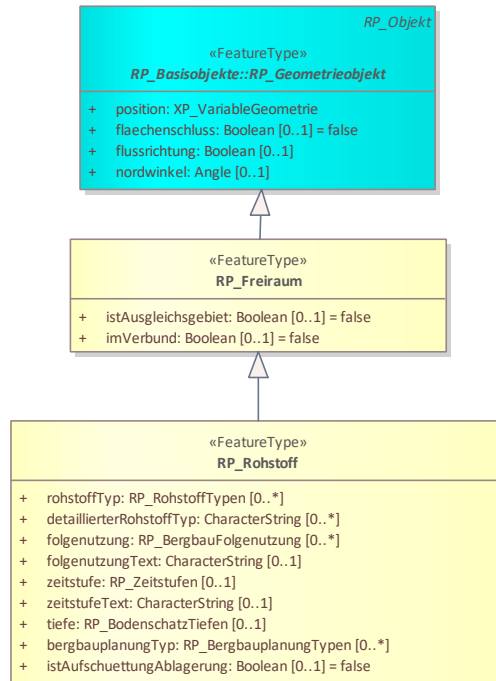 RP_Objekt
«FeatureType»
RP_Basisobjekte::RP_Geometrieobjekt
+ position: XP_VariableGeometrie
+ flaechenschluss: Boolean [0..1] = false
+ flussrichtung: Boolean [0..1]
+ nordwinkel: Angle [0..1]
«FeatureType»
RP_Freiraum
+ istAusgleichsgebiet: Boolean [0..1] = false
+ imVerbund: Boolean [0..1] = false
«FeatureType»
RP_Rohstoff
+ rohstoffTyp: RP_RohstoffTypen [0..*]
+ detaillierterRohstoffTyp: CharacterString [0..*]
+ folgenutzung: RP_BergbauFolgenutzung [0..*]
+ folgenutzungText: CharacterString [0..1]
+ zeitstufe: RP_Zeitstufen [0..1]
+ zeitstufeText: CharacterString [0..1]
+ tiefe: RP_BodenschatzTiefen [0..1]
+ bergbauplanungTyp: RP_BergbauplanungTypen [0..*]
+ istAufschuettungAblagerung: Boolean [0..1] = false